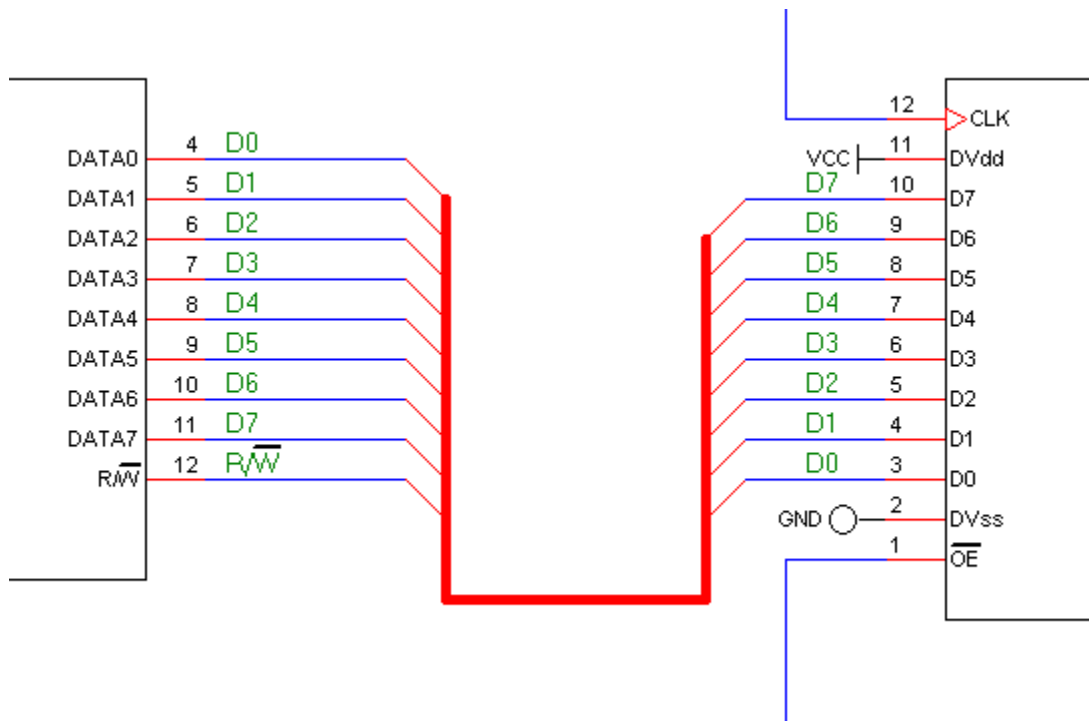 DATA0 4 D0
DATA1 5 D1
DATA2 6 D2
DATA3 7 D3
DATA4 8 D4
DATA5 9 D5
DATA6 10 D6
DATA7 11 D7
R/W̅ 12 R/W̅
12 CLK
VCC 11 DVdd
D7 10 D7
D6 9 D6
D5 8 D5
D4 7 D4
D3 6 D3
D2 5 D2
D1 4 D1
D0 3 D0
GND 2 DVss
1 O̅E̅